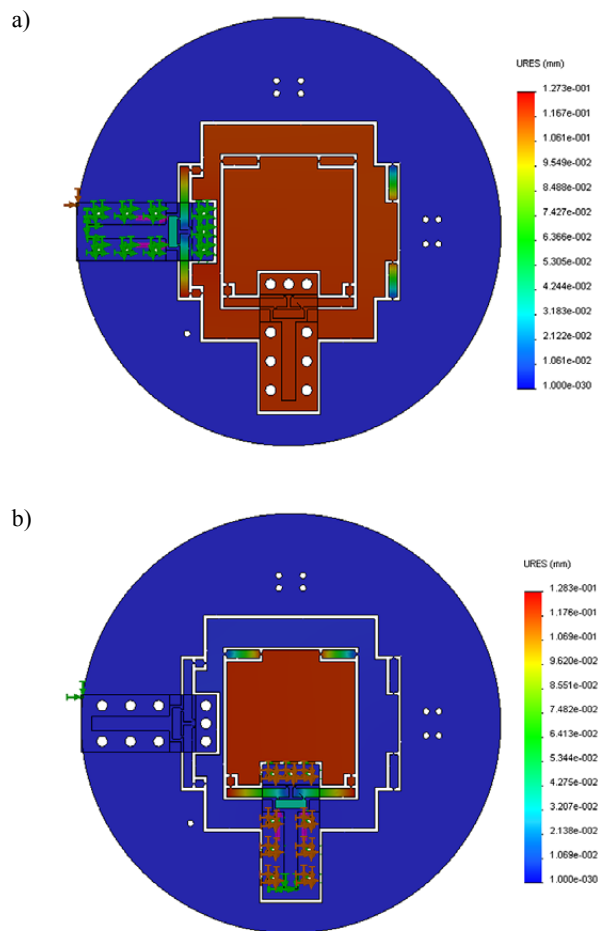 a)
URES (mm)
1.273e-001
1.167e-001
1.061e-001
9.549e-002
8.488e-002
7.427e-002
6.366e-002
5.305e-002
4.244e-002
3.183e-002
2.122e-002
1.061e-002
1.000e-030
b)
URES (mm)
1.283e-001
1.176e-001
1.069e-001
9.620e-002
8.551e-002
7.482e-002
6.413e-002
5.344e-002
4.275e-002
3.207e-002
2.138e-002
1.069e-002
1.000e-030